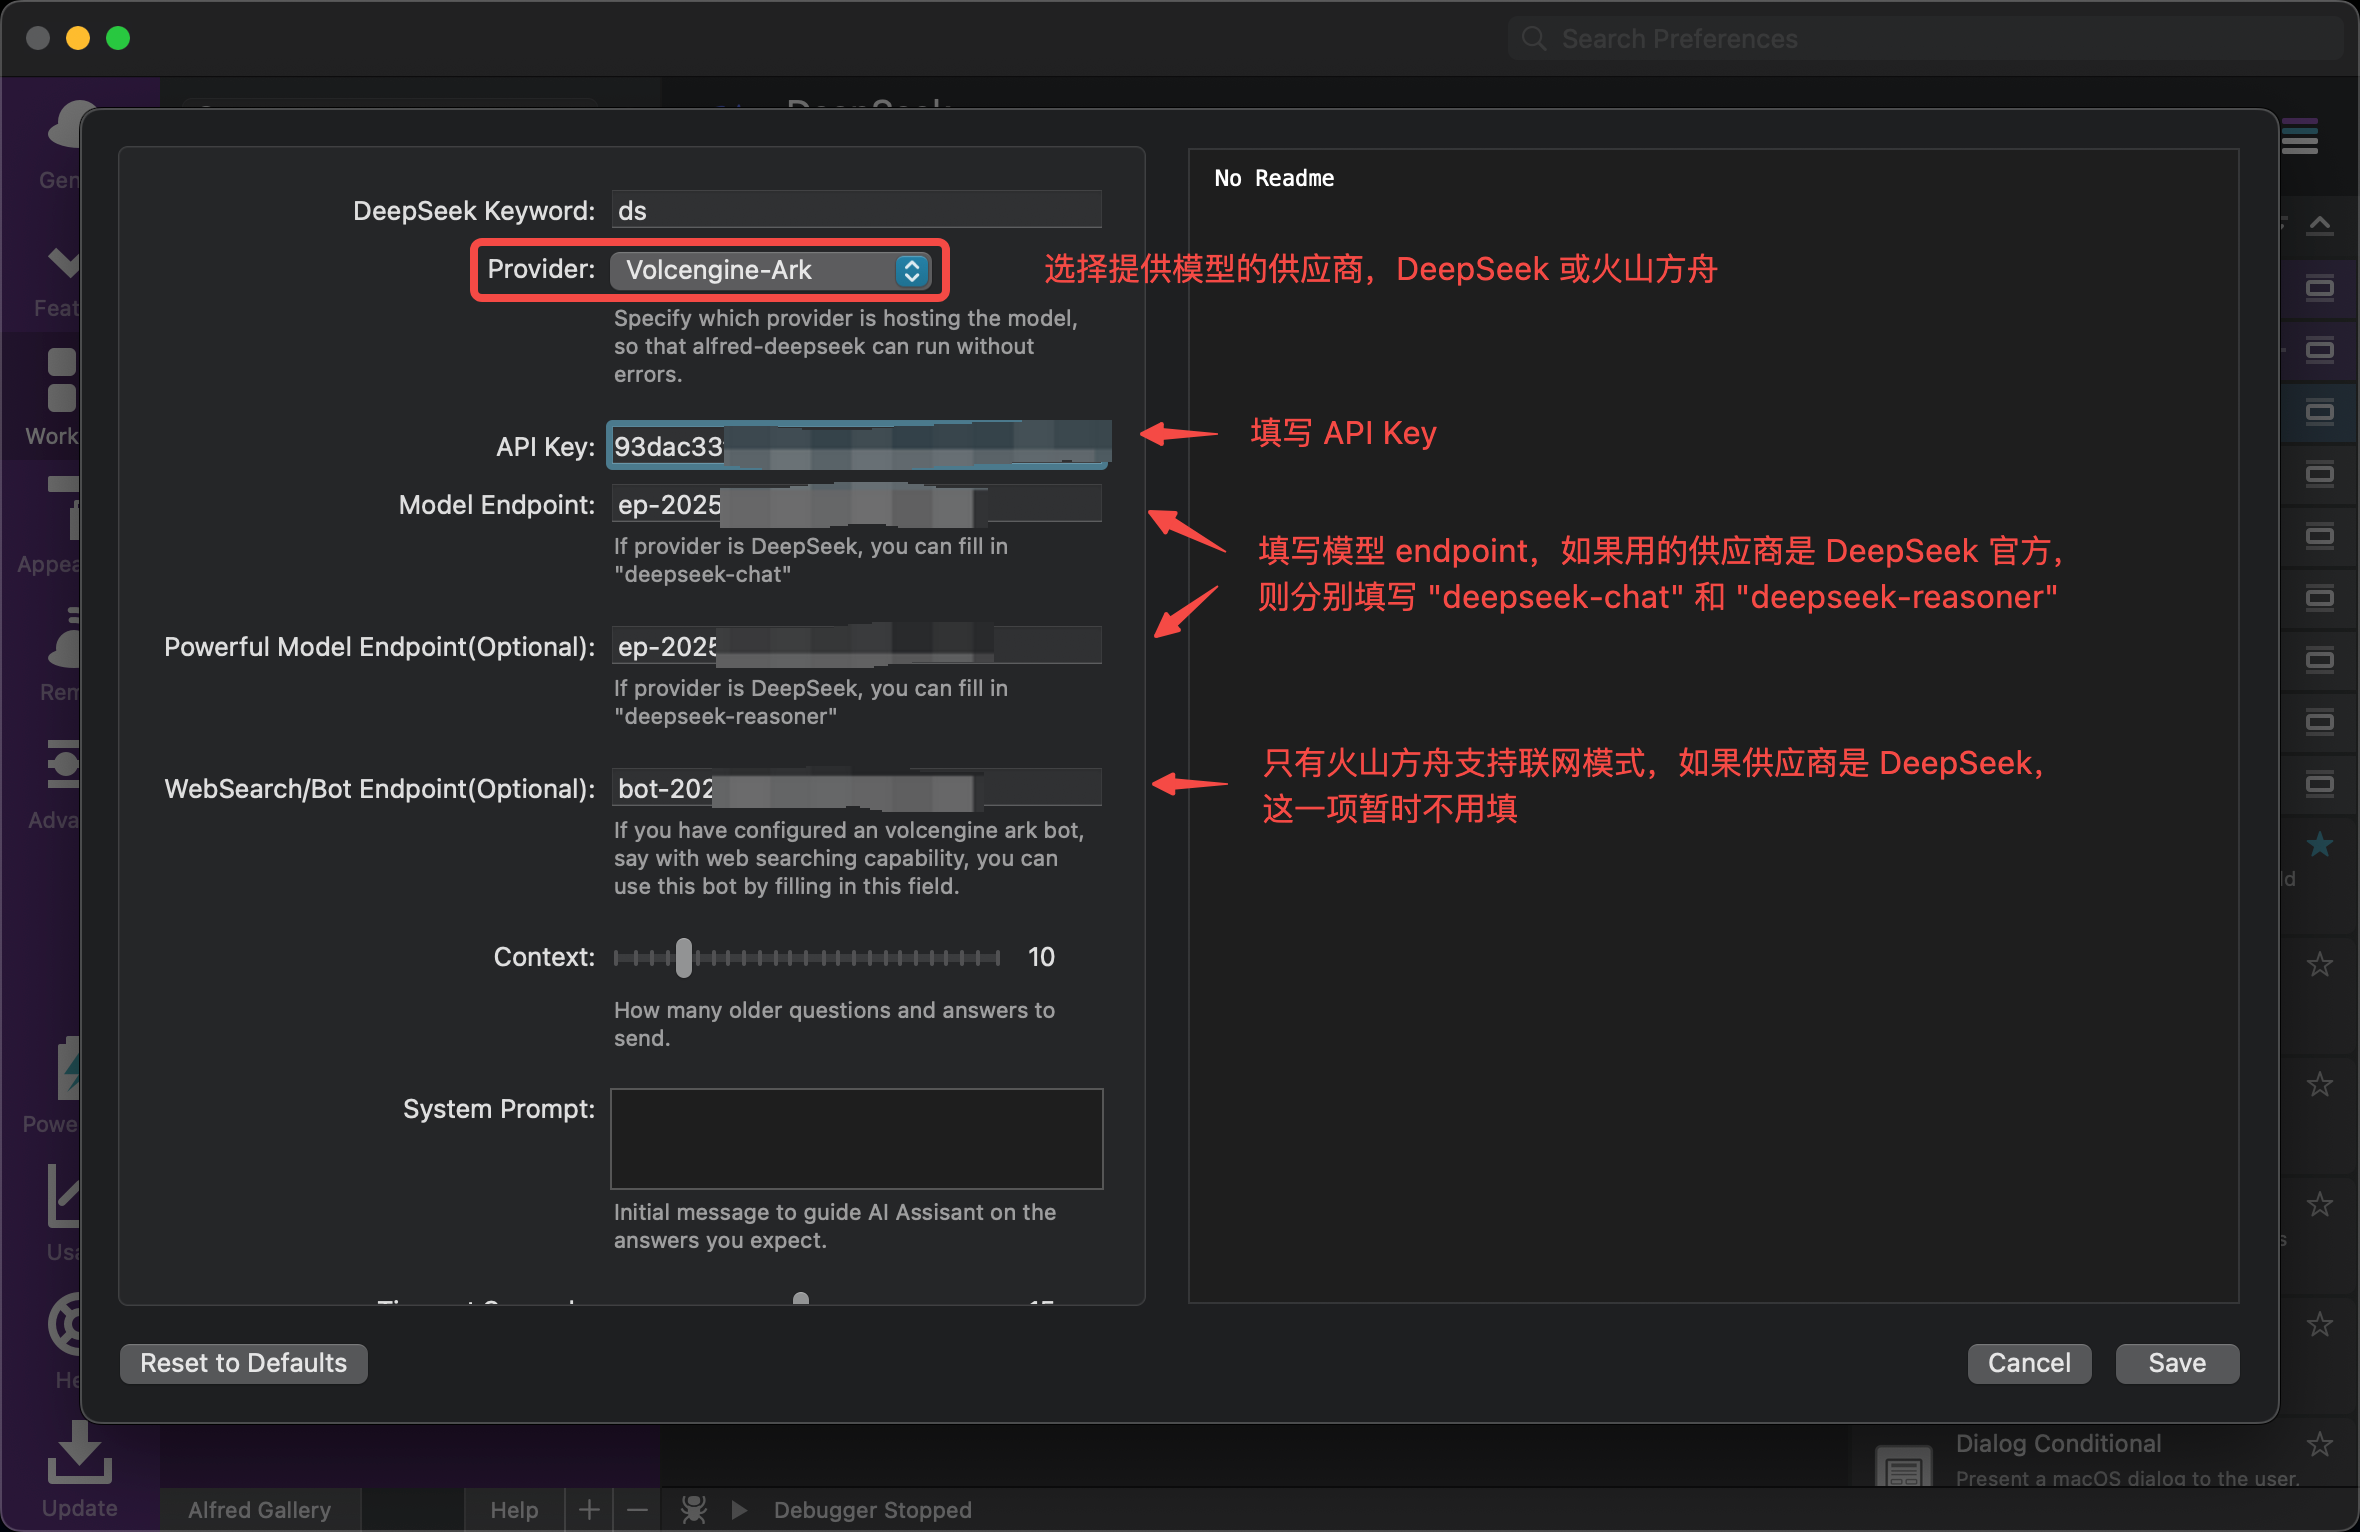 Search Preferences
DeepSeek
DeepSeek Keyword: ds
Provider: Volcengine-Ark
选择提供模型的供应商，DeepSeek 或火山方舟
Specify which provider is hosting the model,
so that alfred-deepseek can run without
errors.
API Key: 93dac33
填写 API Key
Model Endpoint: ep-2025
If provider is DeepSeek, you can fill in
"deepseek-chat"
填写模型 endpoint，如果用的供应商是 DeepSeek 官方，
则分别填写 "deepseek-chat" 和 "deepseek-reasoner"
Powerful Model Endpoint(Optional): ep-2025
If provider is DeepSeek, you can fill in
"deepseek-reasoner"
WebSearch/Bot Endpoint(Optional): bot-202
只有火山方舟支持联网模式，如果供应商是 DeepSeek，
这一项暂时不用填
If you have configured an volcengine ark bot,
say with web searching capability, you can
use this bot by filling in this field.
Context: 10
How many older questions and answers to
send.
System Prompt:
Initial message to guide AI Assisant on the
answers you expect.
No Readme
Reset to Defaults
Cancel
Save
Gen
Feat
Work
Appea
Rem
Adva
Powe
Usa
He
Update
Dialog Conditional
Present a macOS dialog to the user.
Alfred Gallery
Help
Debugger Stopped